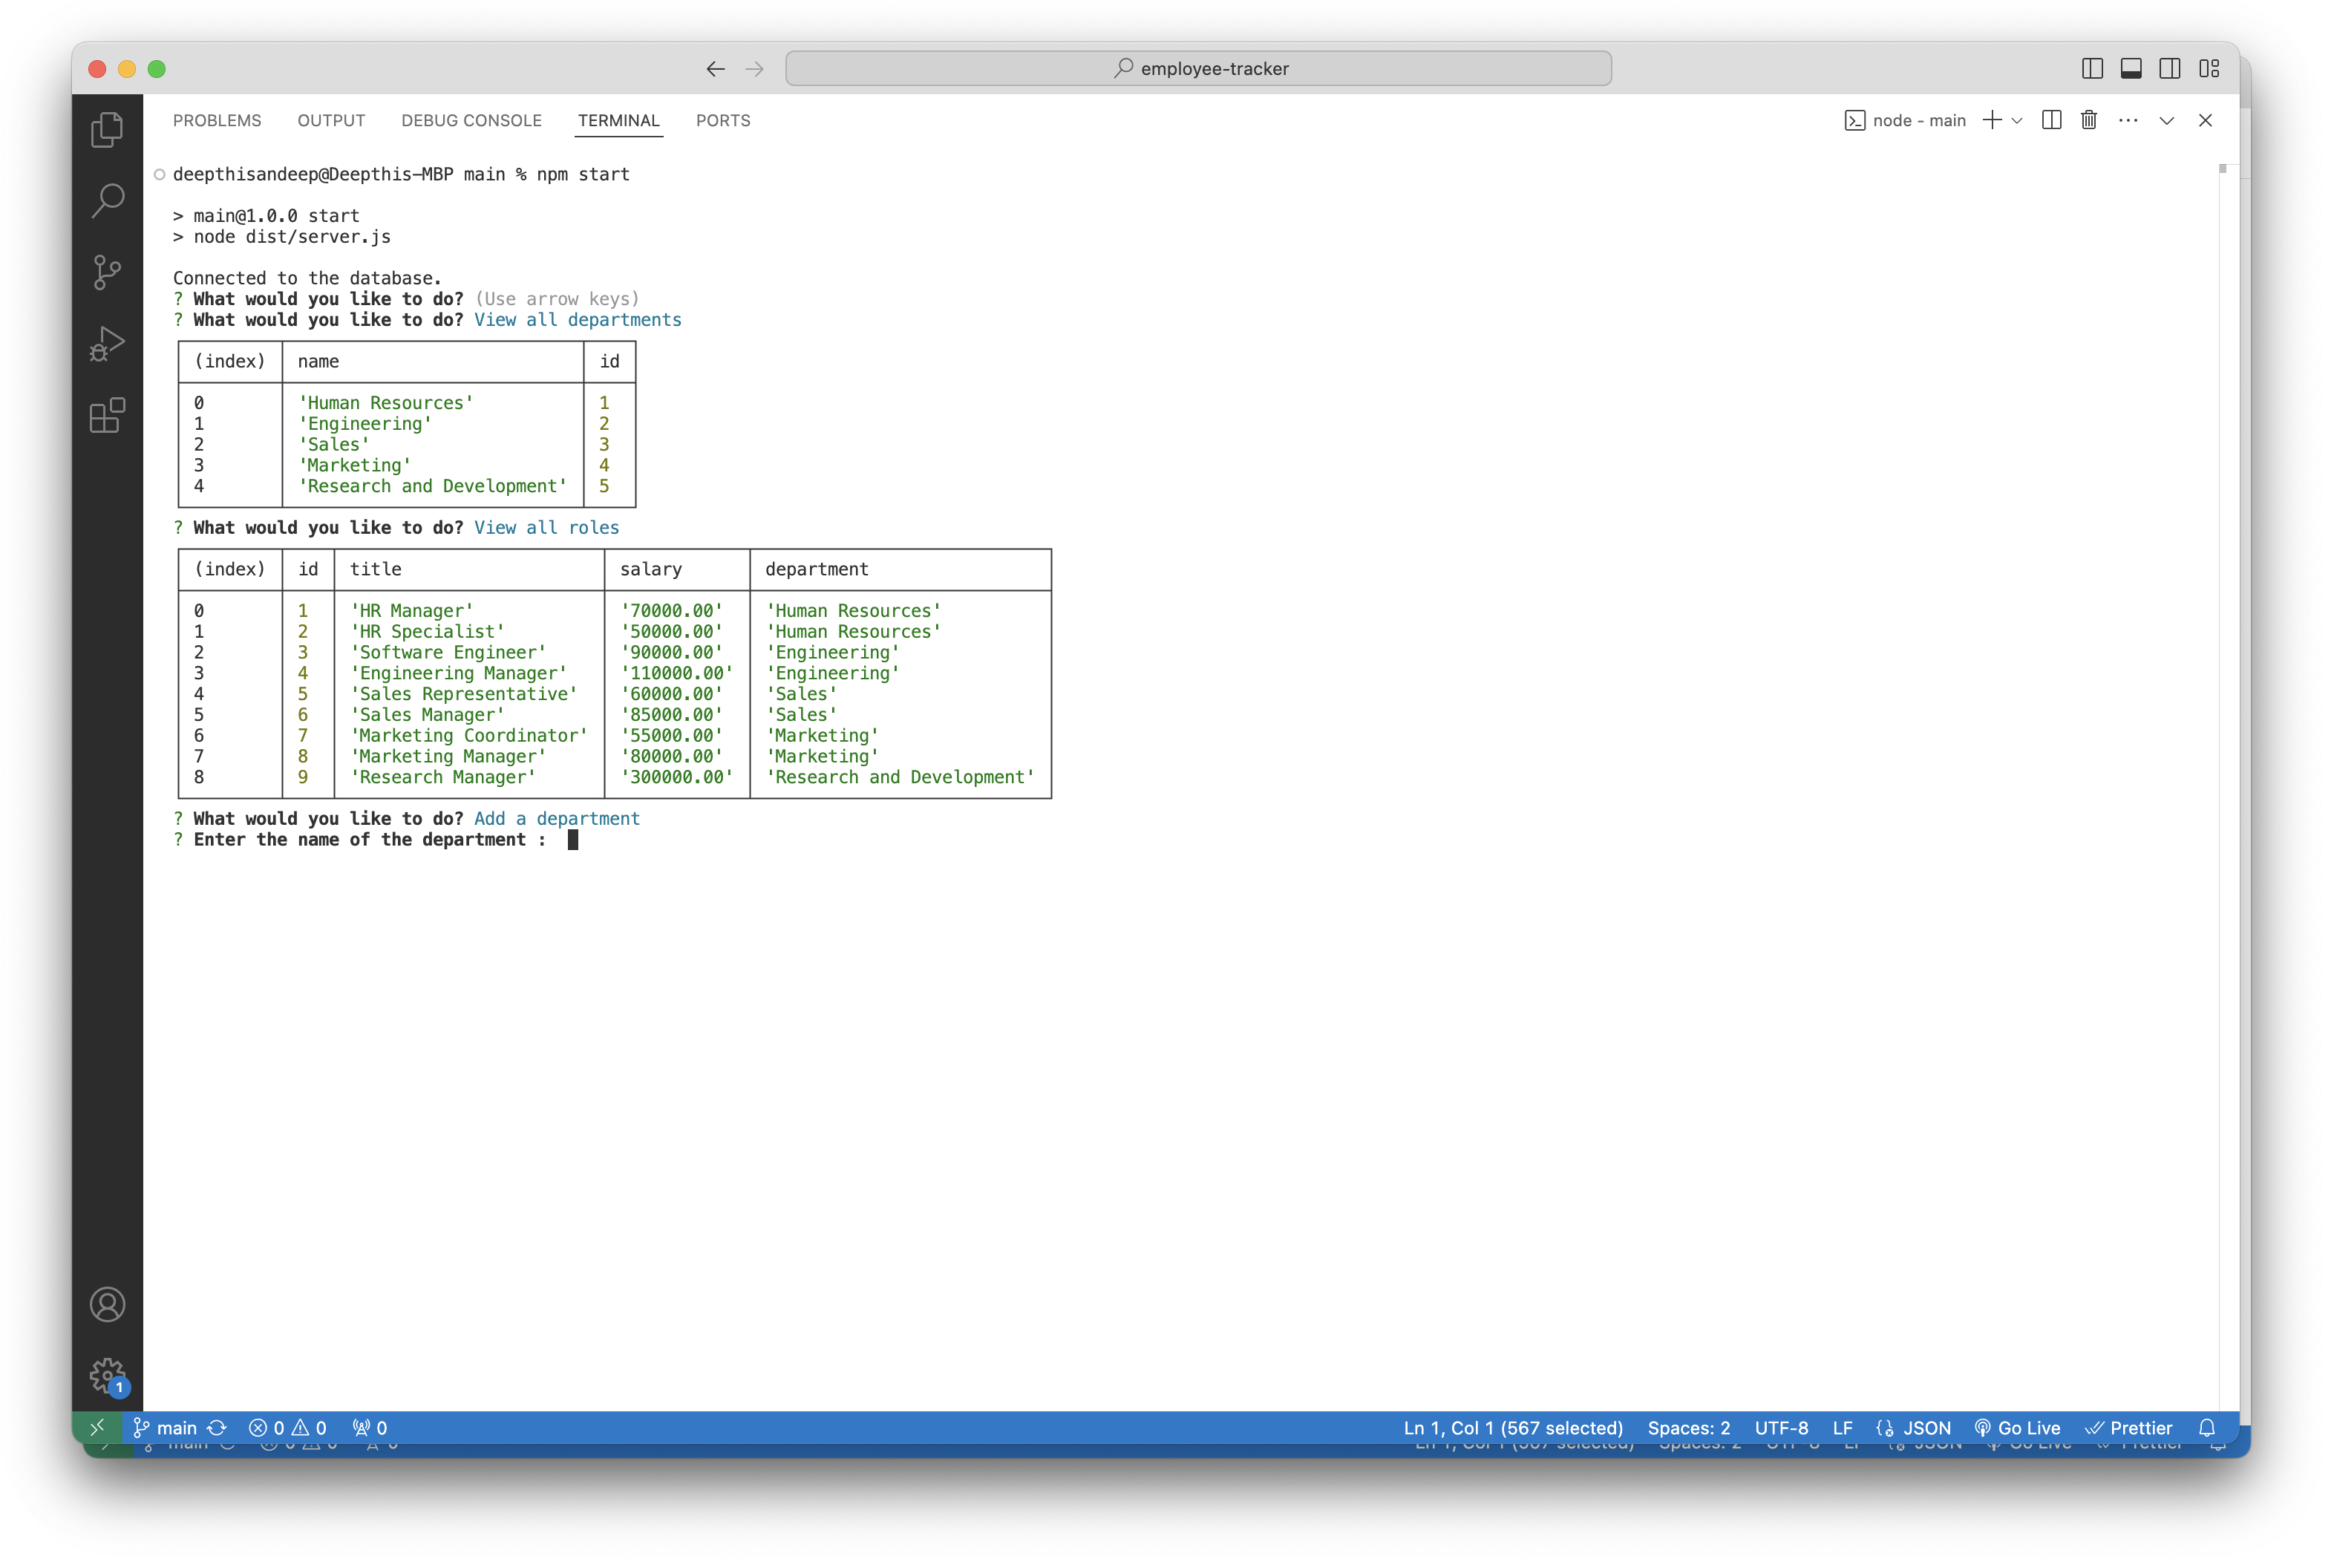 employee-tracker
PROBLEMS OUTPUT DEBUG CONSOLE TERMINAL PORTS node - main
deepthisandeep@Deepthis-MBP main % npm start
> main@1.0.0 start
> node dist/server.js
Connected to the database.
? What would you like to do? (Use arrow keys)
? What would you like to do? View all departments
(index) name id
0 'Human Resources' 1
1 'Engineering' 2
2 'Sales' 3
3 'Marketing' 4
4 'Research and Development' 5
? What would you like to do? View all roles
(index) id title salary department
0 1 'HR Manager' '70000.00' 'Human Resources'
1 2 'HR Specialist' '50000.00' 'Human Resources'
2 3 'Software Engineer' '90000.00' 'Engineering'
3 4 'Engineering Manager' '110000.00' 'Engineering'
4 5 'Sales Representative' '60000.00' 'Sales'
5 6 'Sales Manager' '85000.00' 'Sales'
6 7 'Marketing Coordinator' '55000.00' 'Marketing'
7 8 'Marketing Manager' '80000.00' 'Marketing'
8 9 'Research Manager' '300000.00' 'Research and Development'
? What would you like to do? Add a department
? Enter the name of the department :
1
main 0 0 0 Ln 1, Col 1 (567 selected) Spaces: 2 UTF-8 LF JSON Go Live Prettier